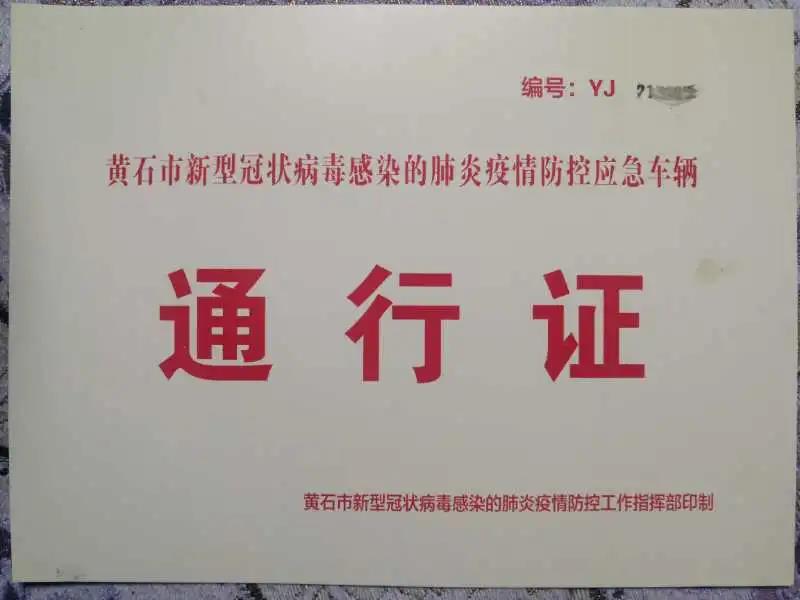 编号：YJ
黄石市新型冠状病毒感染的肺炎疫情防控应急车辆
通行证
黄石市新型冠状病毒感染的肺炎疫情防控工作指挥部印制